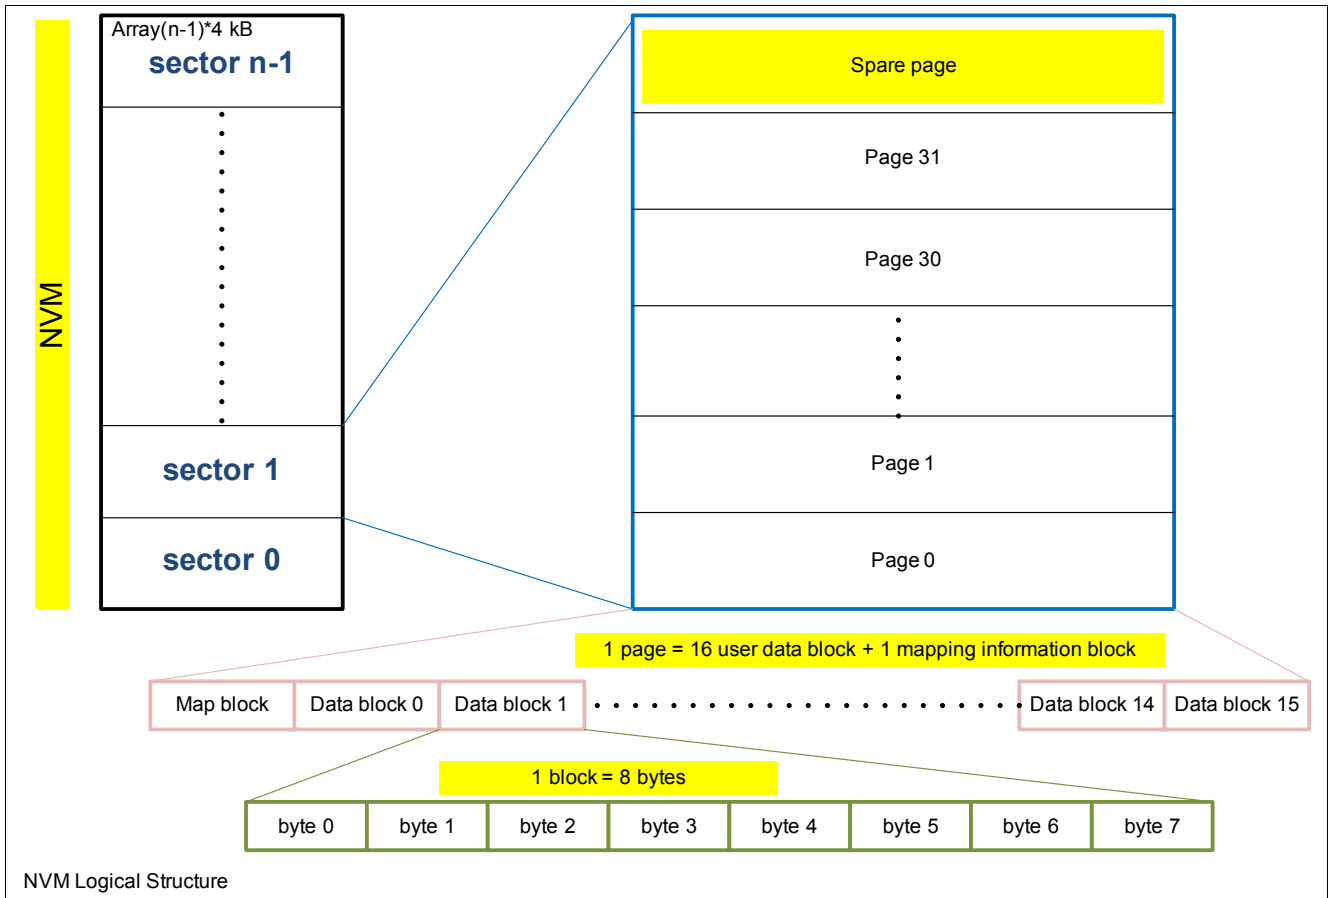 NVM
Array(n-1)*4 kB
sector n-1
sector 1
sector 0
Spare page
Page 31
Page 30
Page 1
Page 0
1 page = 16 user data block + 1 mapping information block
Map block
Data block 0
Data block 1
Data block 14
Data block 15
1 block = 8 bytes
byte 0
byte 1
byte 2
byte 3
byte 4
byte 5
byte 6
byte 7
NVM Logical Structure